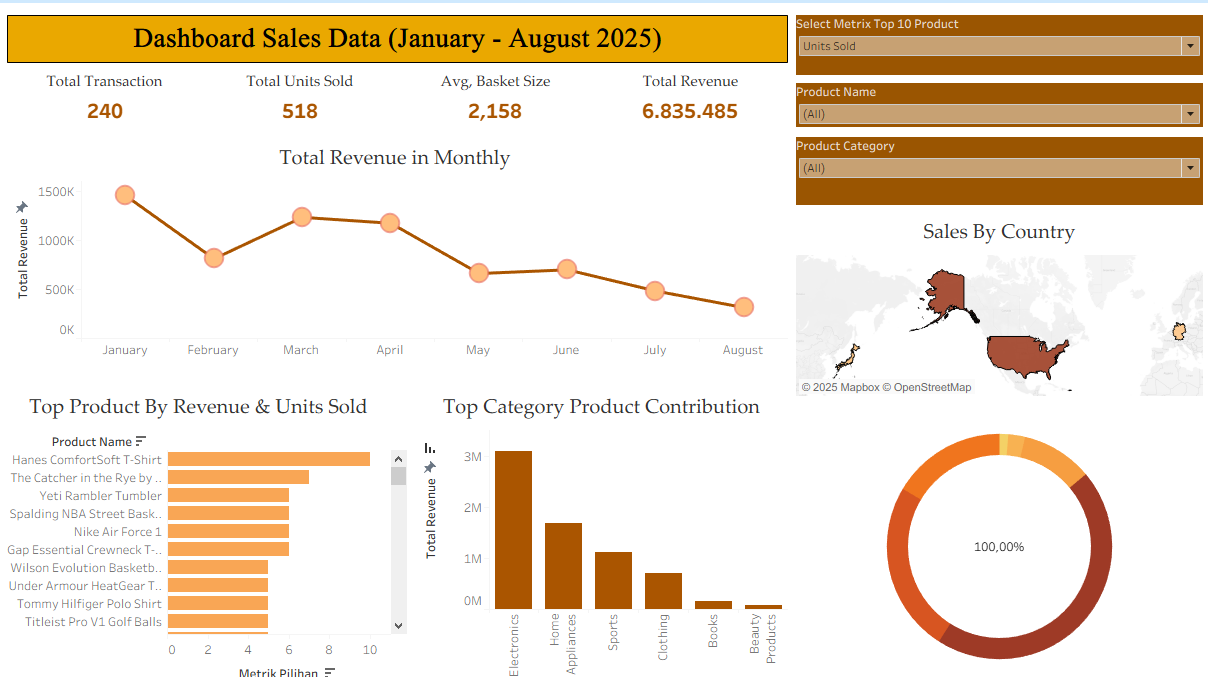 Dashboard Sales Data (January - August 2025)
Total Transaction
240
Total Units Sold
518
Avg, Basket Size
2,158
Total Revenue
6.835.485
Select Metrix Top 10 Product
Units Sold
Product Name
(All)
Product Category
(All)
Total Revenue in Monthly
Total Revenue
1500K
1000K
500K
0K
January
February
March
April
May
June
July
August
Sales By Country
© 2025 Mapbox © OpenStreetMap
Top Product By Revenue & Units Sold
Product Name
Hanes ComfortSoft T-Shirt
The Catcher in the Rye by ..
Yeti Rambler Tumbler
Spalding NBA Street Bask..
Nike Air Force 1
Gap Essential Crewneck T-..
Wilson Evolution Basketb..
Under Armour HeatGear T..
Tommy Hilfiger Polo Shirt
Titleist Pro V1 Golf Balls
0 2 4 6 8 10
Metrik Pilihan
Top Category Product Contribution
Total Revenue
3M
2M
1M
0M
Electronics
Home
Appliances
Sports
Clothing
Books
Beauty
Products
100,00%